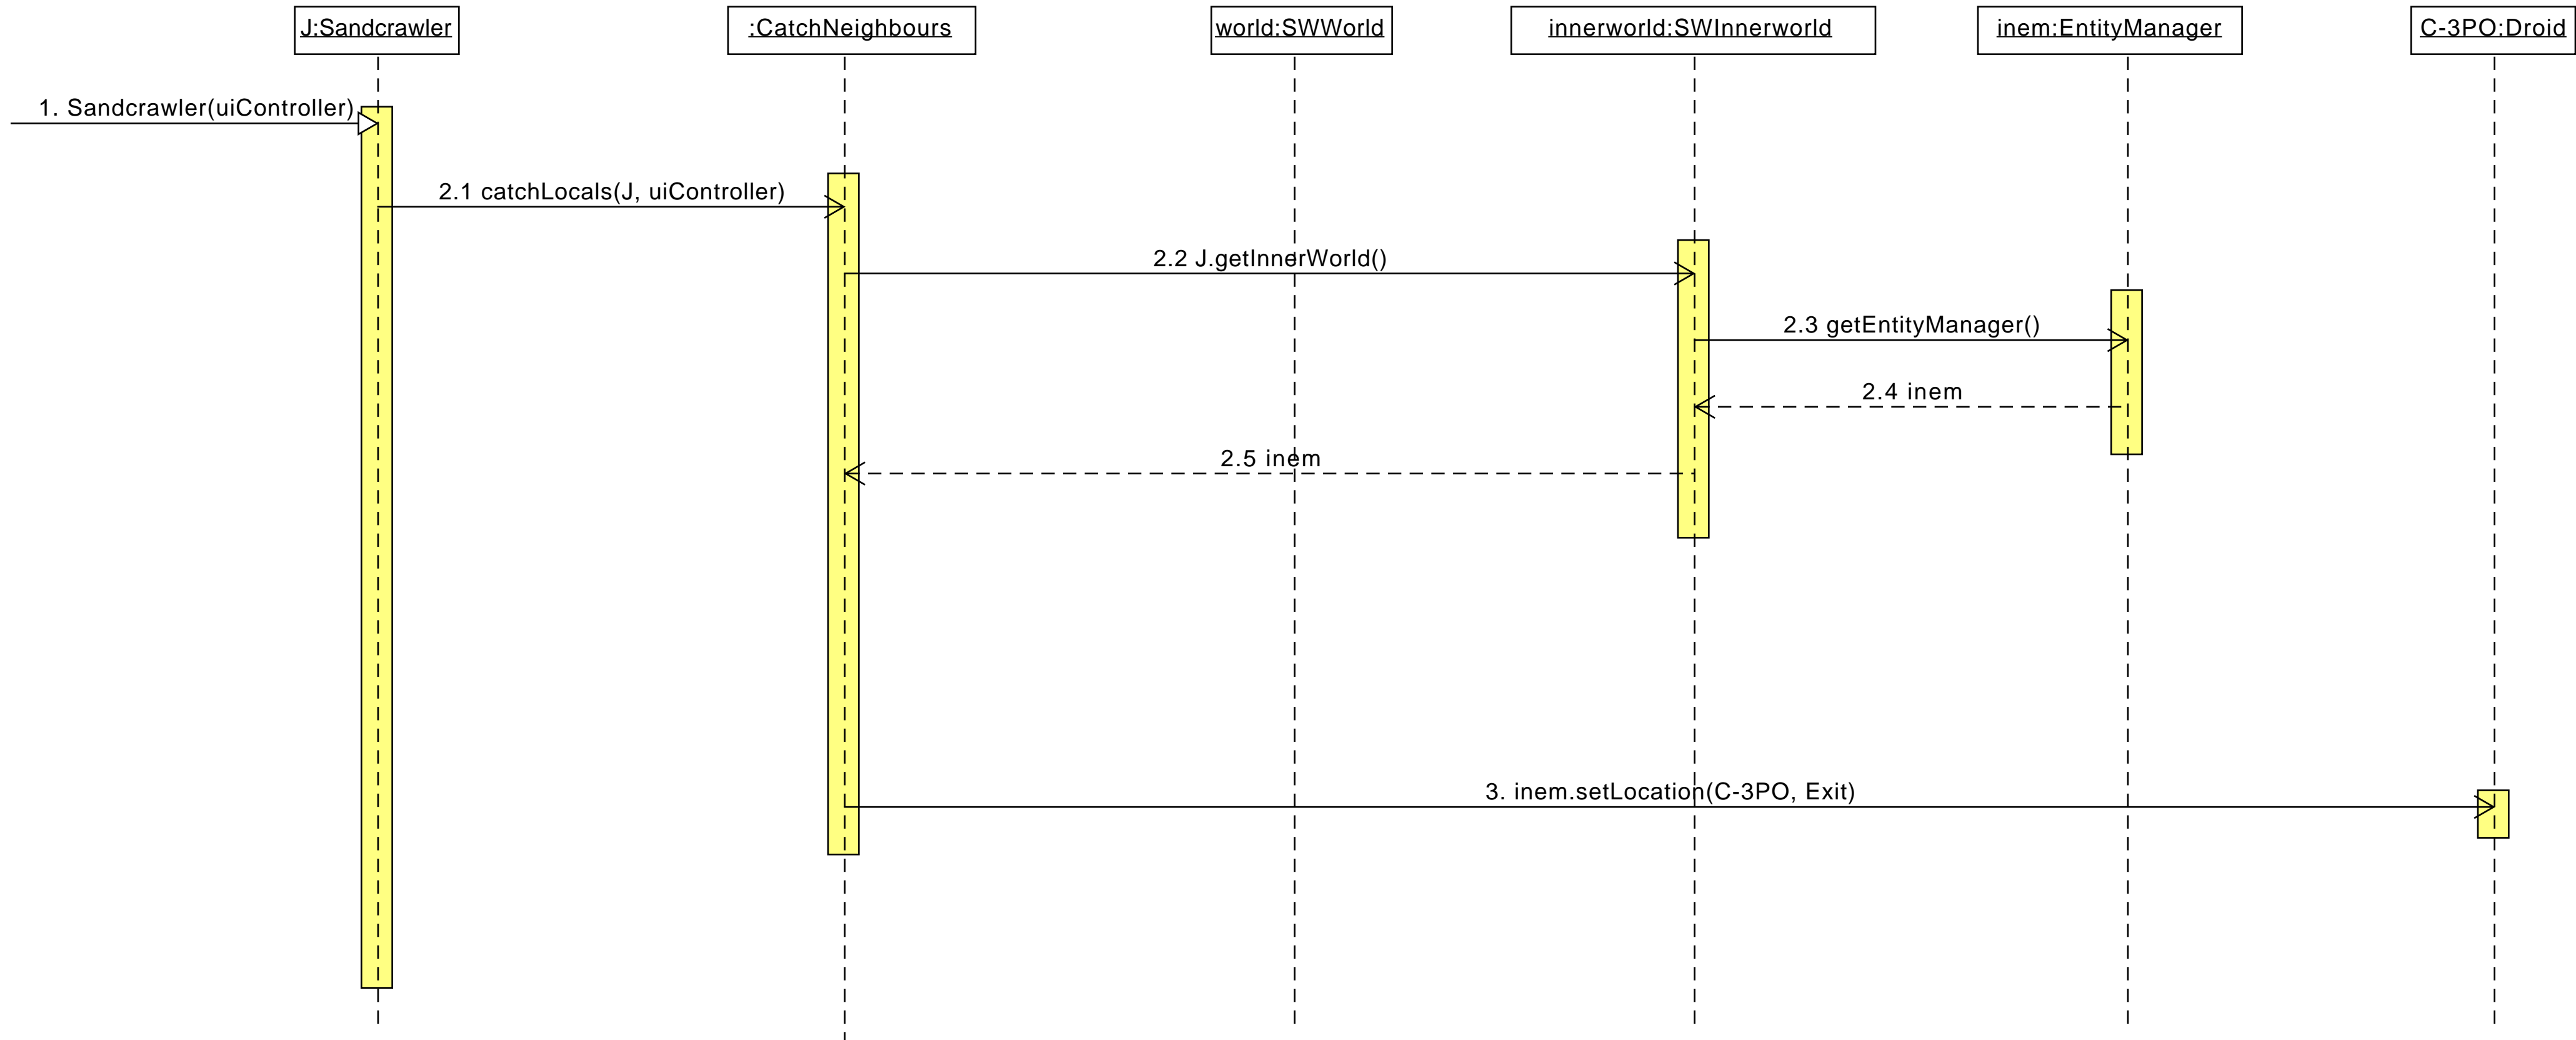 J:Sandcrawler
:CatchNeighbours
world:SWWorld
innerworld:SWInnerworld
inem:EntityManager
C-3PO:Droid
1. Sandcrawler(uiController)
2.1 catchLocals(J, uiController)
2.2 J.getInnerWorld()
2.3 getEntityManager()
2.4 inem
2.5 inem
3. inem.setLocation(C-3PO, Exit)